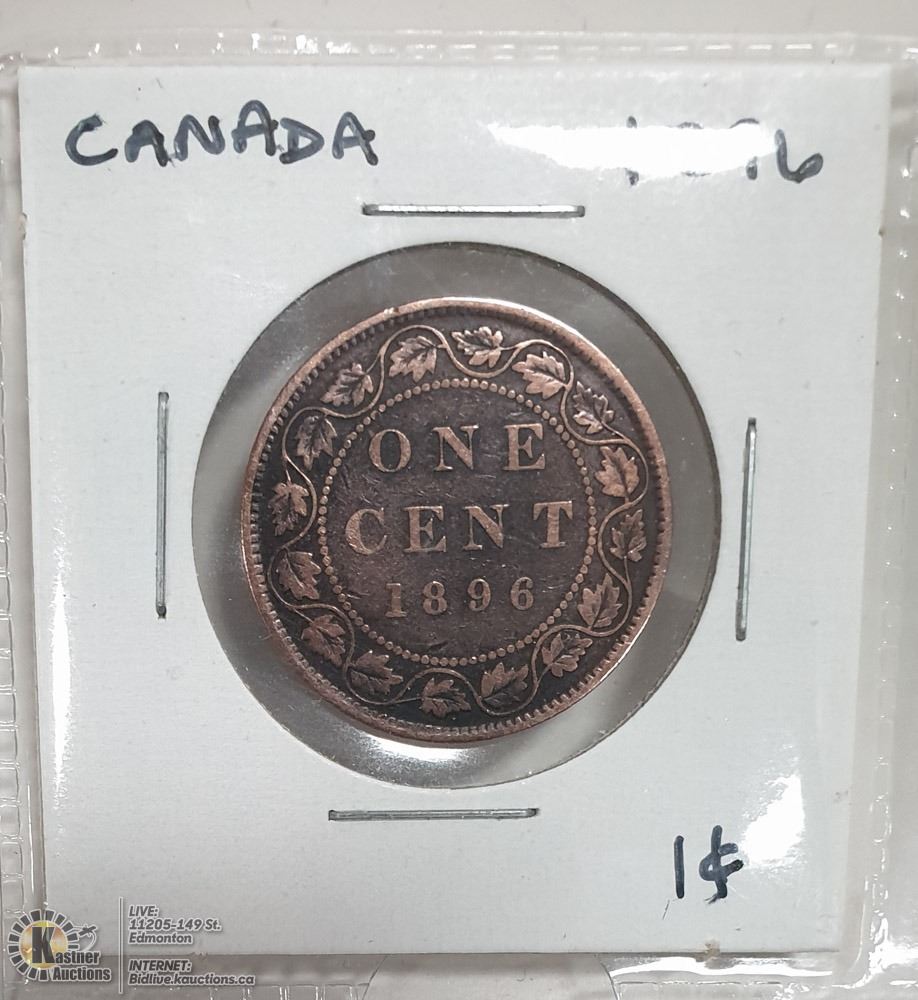 CANADA
ONE
CENT
1896
1¢
Kastner
Auctions
LIVE:
11205-149 St.
Edmonton
INTERNET:
Bidlive.kauctions.ca